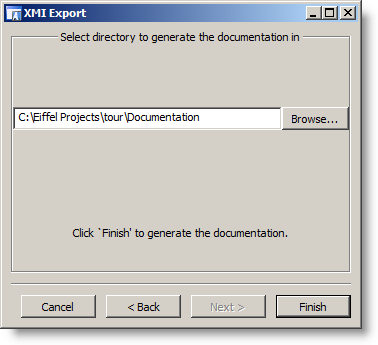 XMI Export
Select directory to generate the documentation in
C:\Eiffel Projects\tour\Documentation
Browse...
Click `Finish' to generate the documentation.
Cancel
< Back
Next >
Finish